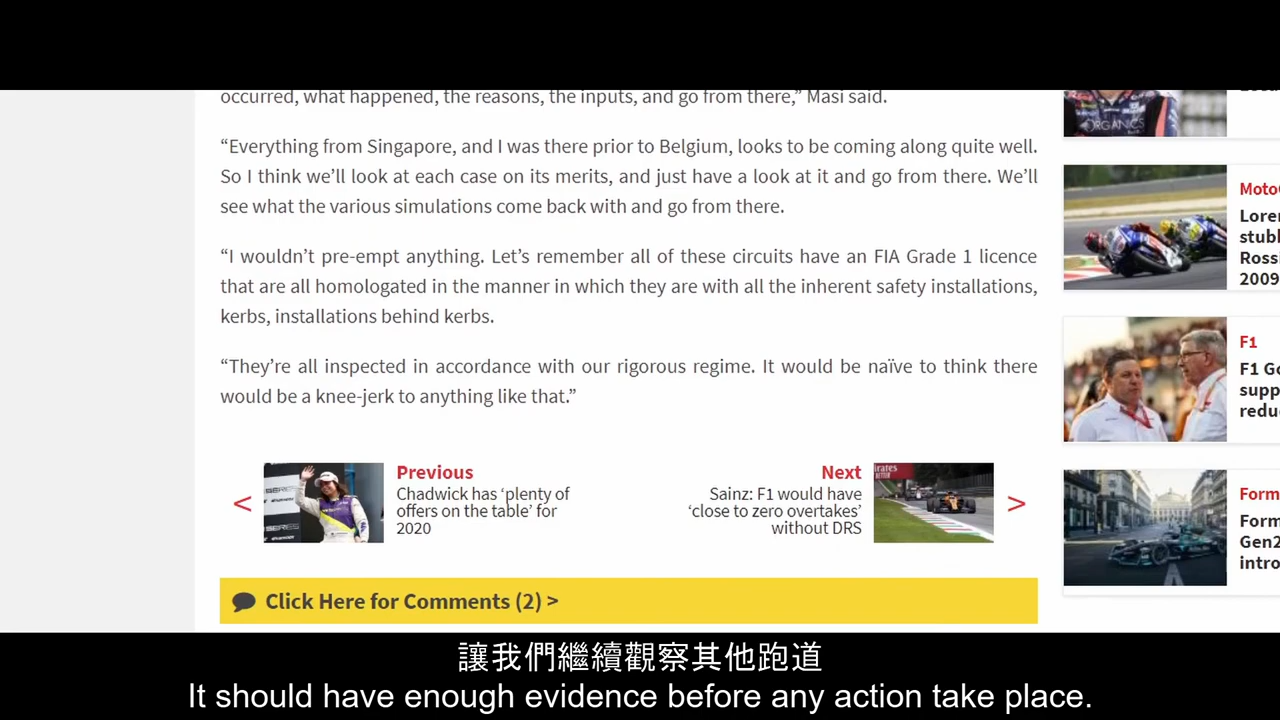 occurred, what happened, the reasons, the inputs, and go from there,” Masi said.
“Everything from Singapore, and I was there prior to Belgium, looks to be coming along quite well.
So I think we’ll look at each case on its merits, and just have a look at it and go from there. We’ll
see what the various simulations come back with and go from there.
“I wouldn’t pre-empt anything. Let’s remember all of these circuits have an FIA Grade 1 licence
that are all homologated in the manner in which they are with all the inherent safety installations,
kerbs, installations behind kerbs.
“They’re all inspected in accordance with our rigorous regime. It would be naïve to think there
would be a knee-jerk to anything like that.”
<
Previous
Chadwick has ‘plenty of
offers on the table’ for
2020
Next
Sainz: F1 would have
‘close to zero overtakes’
without DRS
>
Click Here for Comments (2) >
ORGANICS
Moto
Lorer
stubl
Rossi
2009
F1
F1 Go
supp
redu
Form
Form
Gen2
intro
讓我們繼續觀察其他跑道
It should have enough evidence before any action take place.